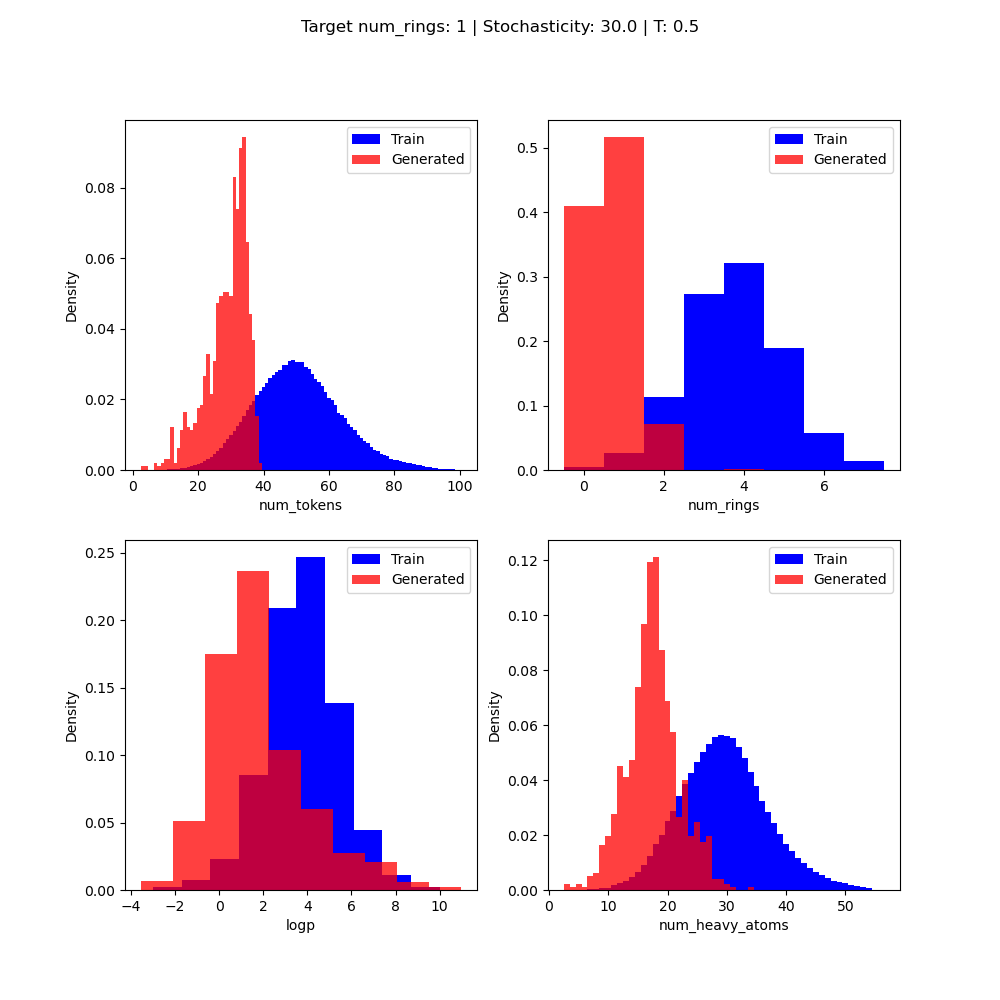 Target num_rings: 1 | Stochasticity: 30.0 | T: 0.5
Train
Generated
0.08
0.06
0.04
0.02
0.00
Density
0 20 40 60 80 100
num_tokens
Train
Generated
0.5
0.4
0.3
0.2
0.1
0.0
Density
0 2 4 6
num_rings
Train
Generated
0.25
0.20
0.15
0.10
0.05
0.00
Density
−4 −2 0 2 4 6 8 10
logp
Train
Generated
0.12
0.10
0.08
0.06
0.04
0.02
0.00
Density
0 10 20 30 40 50
num_heavy_atoms